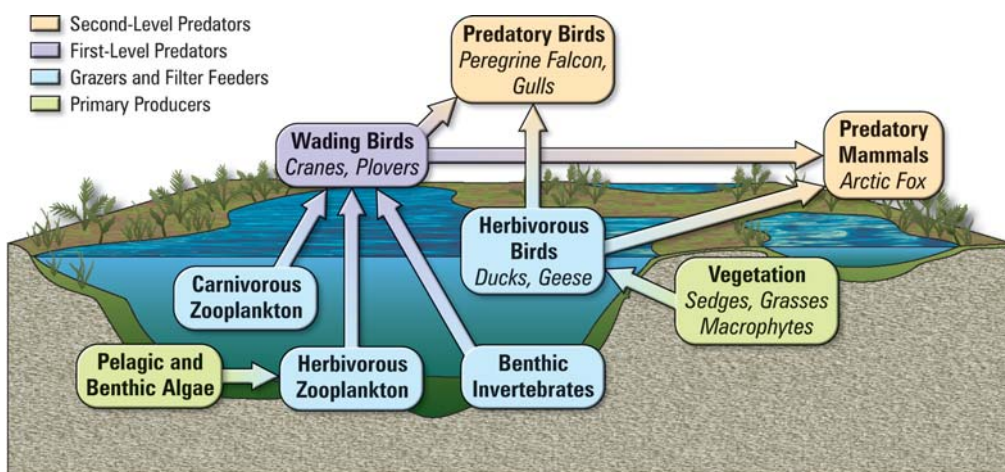 Second-Level Predators
First-Level Predators
Grazers and Filter Feeders
Primary Producers
Predatory Birds
Peregrine Falcon,
Gulls
Wading Birds
Cranes, Plovers
Predatory
Mammals
Arctic Fox
Herbivorous
Birds
Ducks, Geese
Carnivorous
Zooplankton
Vegetation
Sedges, Grasses
Macrophytes
Pelagic and
Benthic Algae
Herbivorous
Zooplankton
Benthic
Invertebrates